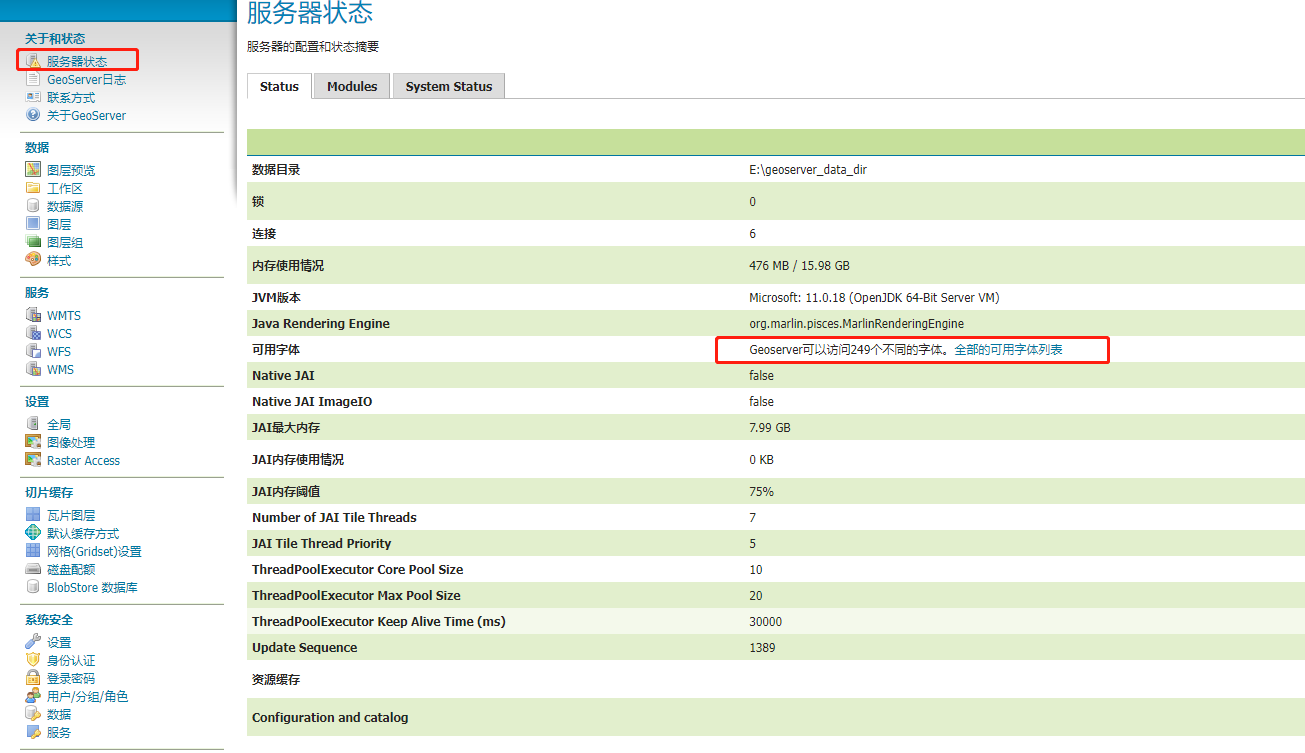 关于和状态
服务器状态
GeoServer日志
联系方式
关于GeoServer
数据
图层预览
工作区
数据源
图层
图层组
样式
服务
WMTS
WCS
WFS
WMS
设置
全局
图像处理
Raster Access
切片缓存
瓦片图层
默认缓存方式
网格(Gridset)设置
磁盘配额
BlobStore 数据库
系统安全
设置
身份认证
登录密码
用户/分组/角色
数据
服务
服务器状态
服务器的配置和状态摘要
Status Modules System Status
数据目录 E:\geoserver_data_dir
锁 0
连接 6
内存使用情况 476 MB / 15.98 GB
JVM版本 Microsoft: 11.0.18 (OpenJDK 64-Bit Server VM)
Java Rendering Engine org.marlin.pisces.MarlinRenderingEngine
可用字体 Geoserver可以访问249个不同的字体。全部的可用字体列表
Native JAI false
Native JAI ImageIO false
JAI最大内存 7.99 GB
JAI内存使用情况 0 KB
JAI内存阈值 75%
Number of JAI Tile Threads 7
JAI Tile Thread Priority 5
ThreadPoolExecutor Core Pool Size 10
ThreadPoolExecutor Max Pool Size 20
ThreadPoolExecutor Keep Alive Time (ms) 30000
Update Sequence 1389
资源缓存
Configuration and catalog